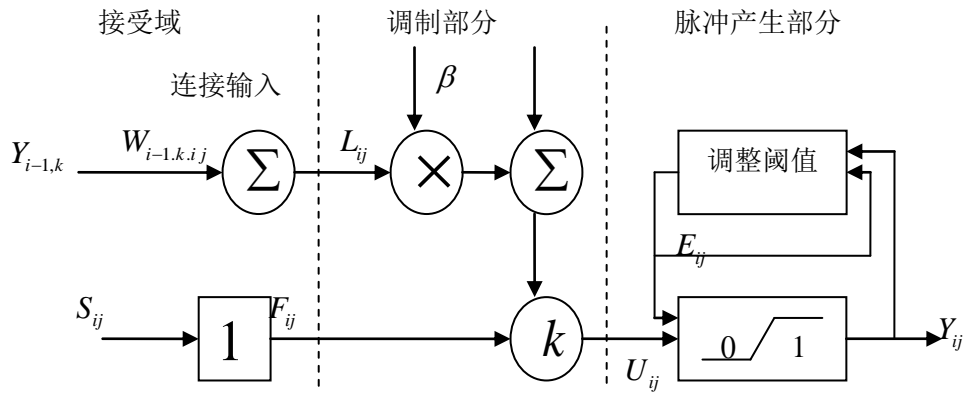 接受域 调制部分 脉冲产生部分
连接输入 β
Y_{i−1,k} W_{i−1.k.ij} Σ L_{ij} × Σ 调整阈值
E_{ij}
S_{ij} 1 F_{ij} k U_{ij} 0 1 Y_{ij}